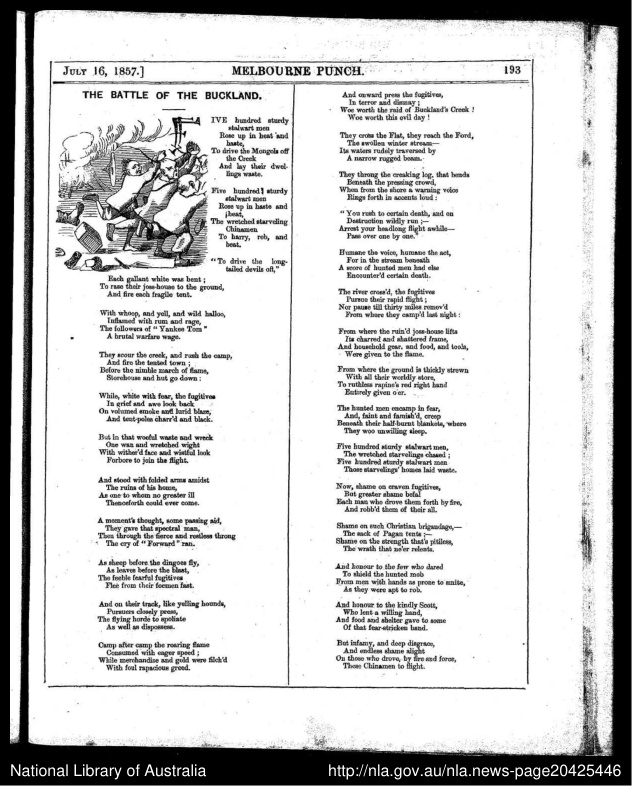 JULY 16, 1857.]
MELBOURNE PUNCH.
193
THE BATTLE OF THE BUCKLAND.
FIVE hundred sturdy
stalwart men
Rose up in heat and
haste,
To drive the Mongols off
the Creek
And lay their dwel-
lings waste.
Five hundred sturdy
stalwart men
Rose up in haste and
heat,
The wretched starveling
Chinamen
To harry, rob, and
beat.
"To drive the long-
tailed devils off,"
Each gallant white was bent;
To rase their joss-house to the ground,
And fire each fragile tent.
With whoop, and yell, and wild halloo,
Inflamed with rum and rage,
The followers of "Yankee Tom"
A brutal warfare wage.
They scour the creek, and rush the camp,
And fire the tented town;
Before the nimble march of flame,
Storehouse and hut go down:
While, white with fear, the fugitives
In grief and awe look back
On volumed smoke and lurid blaze,
And tent-poles charr'd and black.
But in that woeful waste and wreck
One wan and wretched wight
With wither'd face and wistful look
Forbore to join the flight.
And stood with folded arms amidst
The ruins of his home,
As one to whom no greater ill
Thenceforth could ever come.
A moment's thought, some passing aid,
They gave that spectral man,
Then through the fierce and restless throng
The cry of "Forward" ran.
As sheep before the dingoes fly,
As leaves before the blast,
The feeble fearful fugitives
Flee from their foemen fast.
And on their track, like yelling hounds,
Pursuers closely press,
The flying horde to spoliate
As well as dispossess.
Camp after camp the roaring flame
Consumed with eager speed;
While merchandise and gold were filch'd
With foul rapacious greed.
And onward press the fugitives,
In terror and dismay;
Woe worth the raid of Buckland's Creek!
Woe worth this evil day!
They cross the Flat, they reach the Ford,
The swollen winter stream—
Its waters rudely traversed by
A narrow rugged beam.
They throng the creaking log, that bends
Beneath the pressing crowd,
When from the shore a warning voice
Rings forth in accents loud:
"You rush to certain death, and on
Destruction wildly run;—
Arrest your headlong flight awhile—
Pass over one by one."
Humane the voice, humane the act,
For in the stream beneath
A score of hunted men had else
Encounter'd certain death.
The river cross'd, the fugitives
Pursue their rapid flight;
Nor pause till thirty miles remov'd
From where they camp'd last night:
From where the ruin'd joss-house lifts
Its charred and shattered frame,
And household gear, and food, and tools,
Were given to the flame.
From where the ground is thickly strewn
With all their worldly store,
To ruthless rapine's red right hand
Entirely given o'er.
The hunted men encamp in fear,
And, faint and famish'd, creep
Beneath their half-burnt blankets, where
They woo unwilling sleep.
Five hundred sturdy stalwart men,
The wretched starvelings chased;
Five hundred sturdy stalwart men
Those starvelings' homes laid waste.
Now, shame on craven fugitives,
But greater shame befal
Each man who drove them forth by fire,
And robb'd them of their all.
Shame on such Christian brigandage,—
The sack of Pagan tents;—
Shame on the strength that's pitiless,
The wrath that ne'er relents.
And honour to the few who dared
To shield the hunted mob
From men with hands as prone to smite,
As they were apt to rob.
And honour to the kindly Scott,
Who lent a willing hand,
And food and shelter gave to some
Of that fear-stricken band.
But infamy, and deep disgrace,
And endless shame alight
On those who drove, by fire and force,
These Chinamen to flight.
National Library of Australia
http://nla.gov.au/nla.news-page20425446